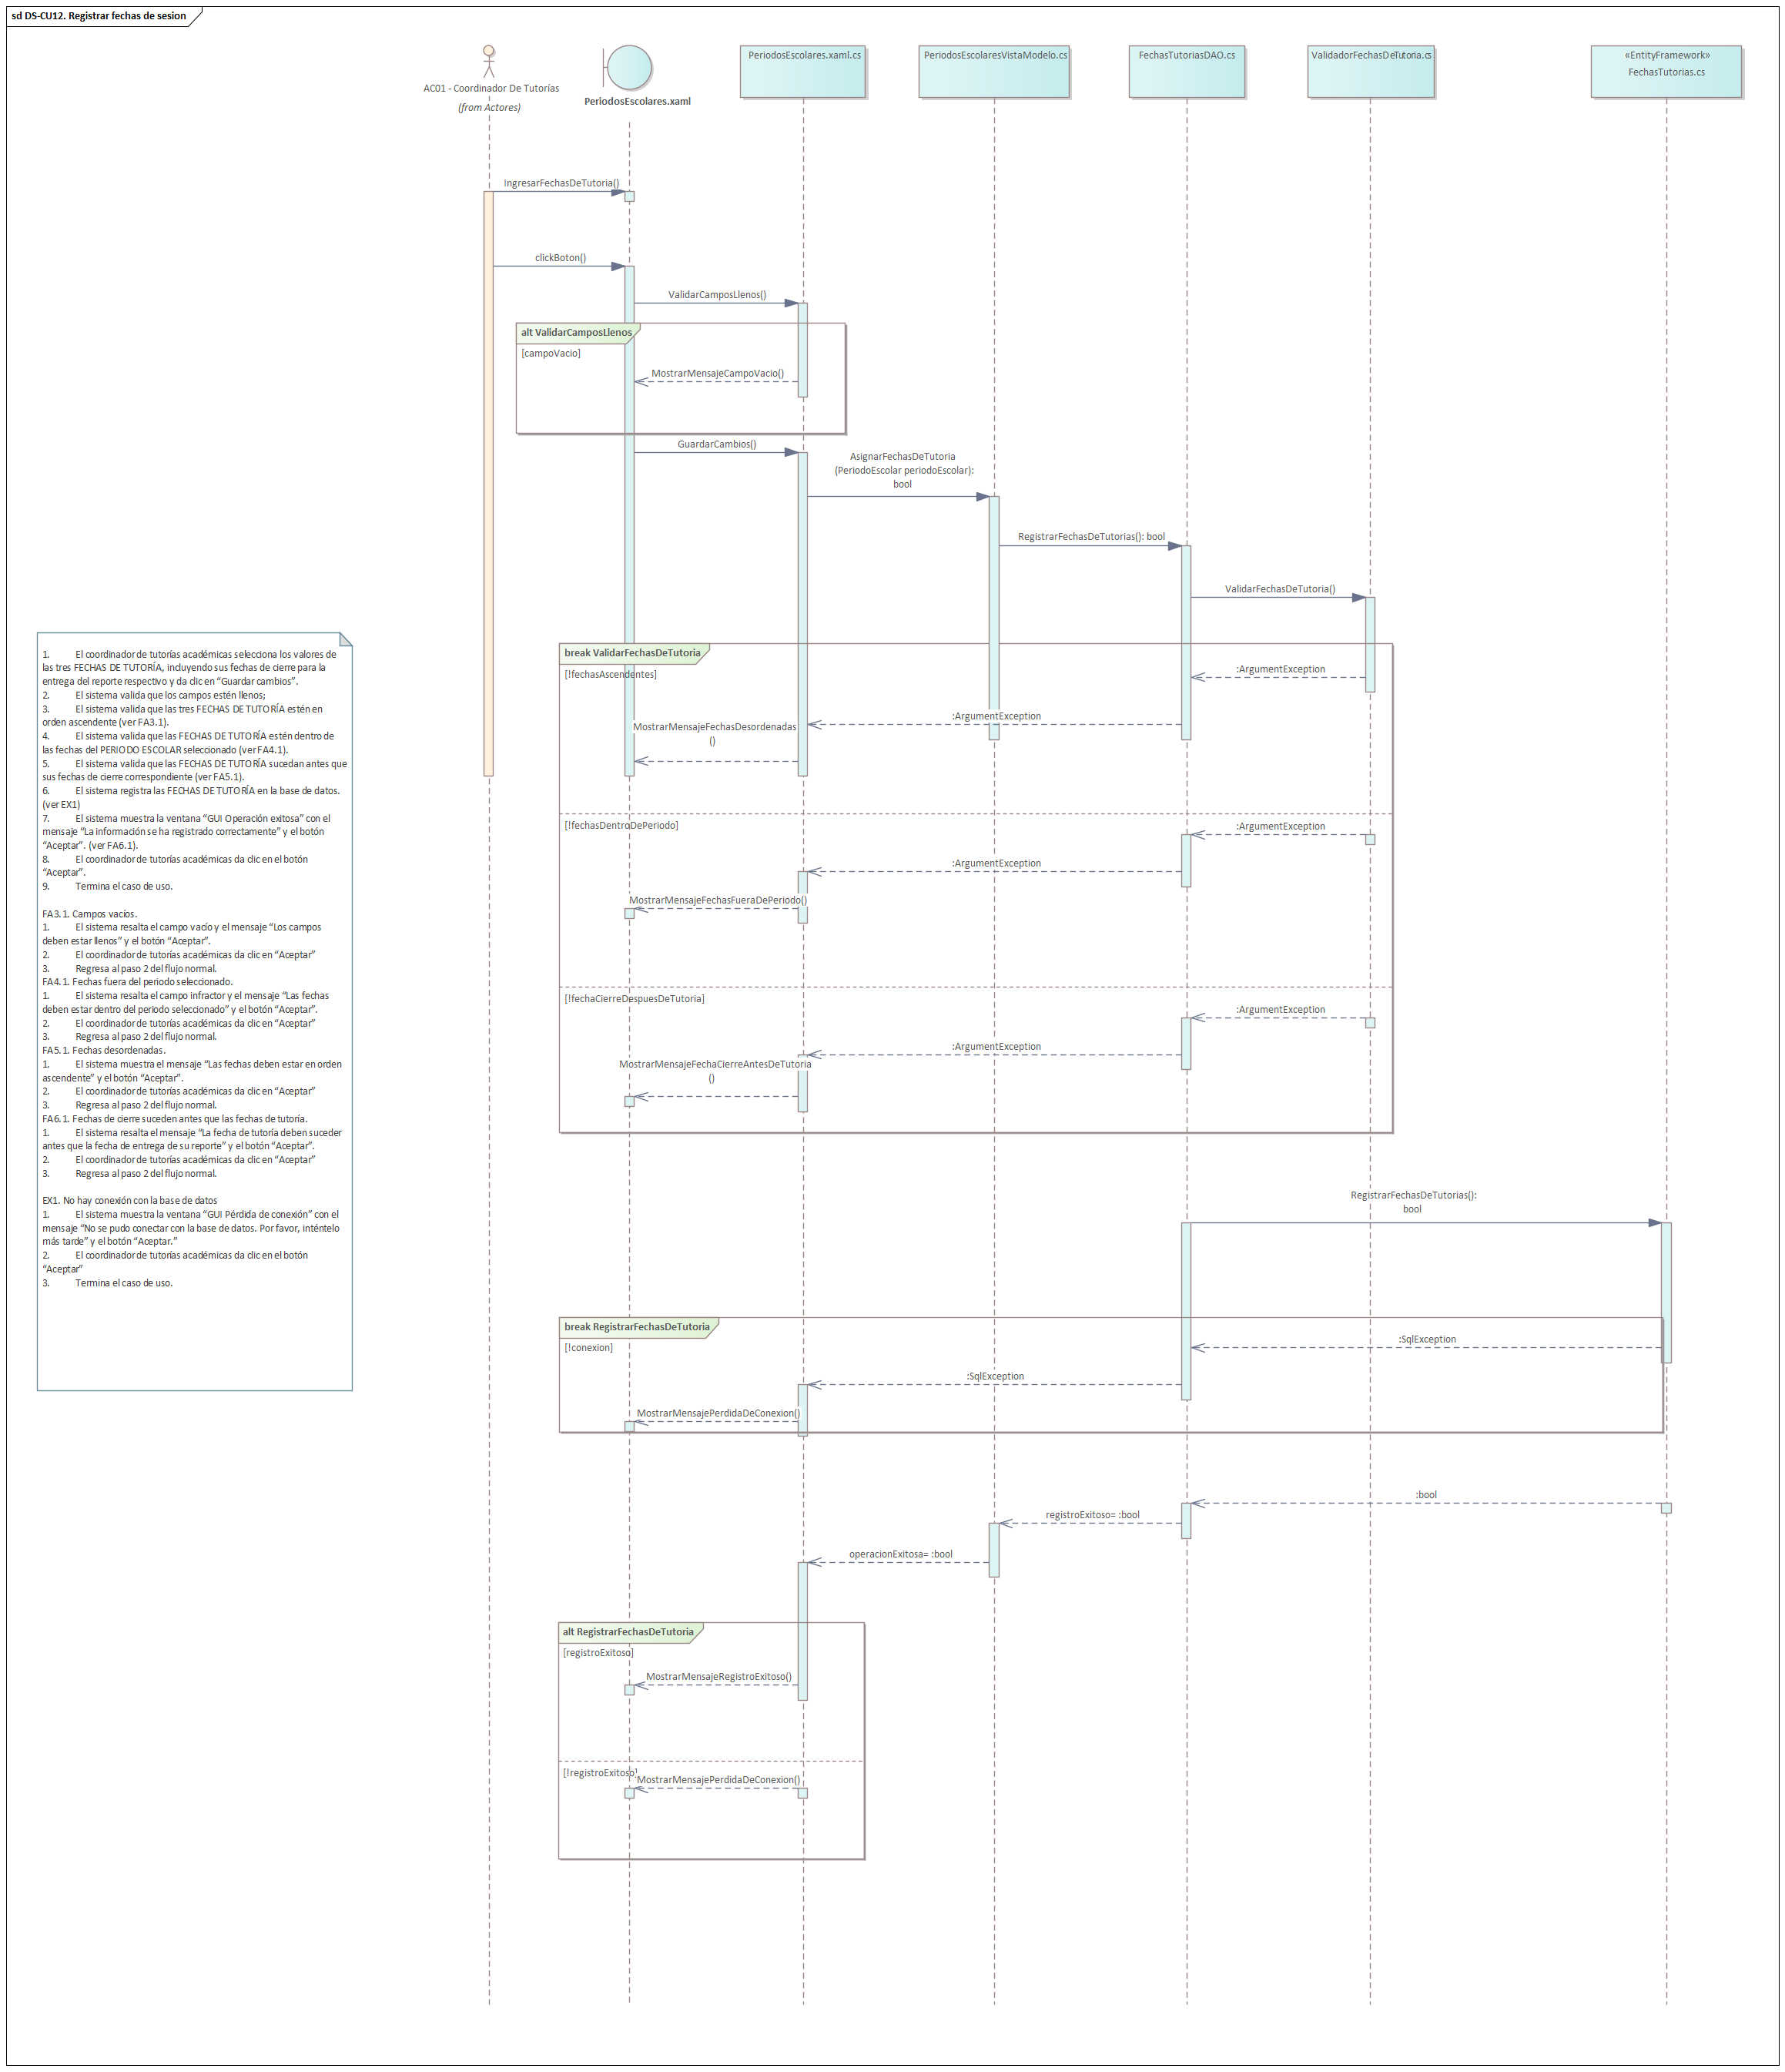 sd DS-CU12. Registrar fechas de sesion
AC01 - Coordinador De Tutorías
(from Actores)
PeriodosEscolares.xaml
PeriodosEscolares.xaml.cs
PeriodosEscolaresVistaModelo.cs
FechasTutoriasDAO.cs
ValidadorFechasDeTutoria.cs
«EntityFramework»
FechasTutorias.cs
IngresarFechasDeTutoria()
clickBoton()
ValidarCamposLlenos()
alt ValidarCamposLlenos
[campoVacio]
MostrarMensajeCampoVacio()
GuardarCambios()
AsignarFechasDeTutoria
(PeriodoEscolar periodoEscolar):
bool
RegistrarFechasDeTutorias(): bool
ValidarFechasDeTutoria()
break ValidarFechasDeTutoria
[!fechasAscendentes]
:ArgumentException
:ArgumentException
MostrarMensajeFechasDesordenadas
()
[!fechasDentroDePeriodo]
:ArgumentException
:ArgumentException
MostrarMensajeFechasFueraDePeriodo()
[!fechaCierreDespuesDeTutoria]
:ArgumentException
:ArgumentException
MostrarMensajeFechaCierreAntesDeTutoria
()
1. El coordinador de tutorías académicas selecciona los valores de
las tres FECHAS DE TUTORÍA, incluyendo sus fechas de cierre para la
entrega del reporte respectivo y da clic en “Guardar cambios”.
2. El sistema valida que los campos estén llenos;
3. El sistema valida que las tres FECHAS DE TUTORÍA estén en
orden ascendente (ver FA3.1).
4. El sistema valida que las FECHAS DE TUTORÍA estén dentro de
las fechas del PERIODO ESCOLAR seleccionado (ver FA4.1).
5. El sistema valida que las FECHAS DE TUTORÍA sucedan antes que
sus fechas de cierre correspondiente (ver FA5.1).
6. El sistema registra las FECHAS DE TUTORÍA en la base de datos.
(ver EX1)
7. El sistema muestra la ventana “GUI Operación exitosa” con el
mensaje “La información se ha registrado correctamente” y el botón
“Aceptar”. (ver FA6.1).
8. El coordinador de tutorías académicas da clic en el botón
“Aceptar”.
9. Termina el caso de uso.
FA3.1. Campos vacíos.
1. El sistema resalta el campo vacío y el mensaje “Los campos
deben estar llenos” y el botón “Aceptar”.
2. El coordinador de tutorías académicas da clic en “Aceptar”
3. Regresa al paso 2 del flujo normal.
FA4.1. Fechas fuera del periodo seleccionado.
1. El sistema resalta el campo infractor y el mensaje “Las fechas
deben estar dentro del periodo seleccionado” y el botón “Aceptar”.
2. El coordinador de tutorías académicas da clic en “Aceptar”
3. Regresa al paso 2 del flujo normal.
FA5.1. Fechas desordenadas.
1. El sistema muestra el mensaje “Las fechas deben estar en orden
ascendente” y el botón “Aceptar”.
2. El coordinador de tutorías académicas da clic en “Aceptar”
3. Regresa al paso 2 del flujo normal.
FA6.1. Fechas de cierre suceden antes que las fechas de tutoría.
1. El sistema resalta el mensaje “La fecha de tutoría deben suceder
antes que la fecha de entrega de su reporte” y el botón “Aceptar”.
2. El coordinador de tutorías académicas da clic en “Aceptar”
3. Regresa al paso 2 del flujo normal.
EX1. No hay conexión con la base de datos
1. El sistema muestra la ventana “GUI Pérdida de conexión” con el
mensaje “No se pudo conectar con la base de datos. Por favor, inténtelo
más tarde” y el botón “Aceptar.”
2. El coordinador de tutorías académicas da clic en el botón
“Aceptar”
3. Termina el caso de uso.
RegistrarFechasDeTutorias():
bool
break RegistrarFechasDeTutoria
[!conexion]
:SqlException
:SqlException
MostrarMensajePerdidaDeConexion()
:bool
registroExitoso= :bool
operacionExitosa= :bool
alt RegistrarFechasDeTutoria
[registroExitoso]
MostrarMensajeRegistroExitoso()
[!registroExitoso]
MostrarMensajePerdidaDeConexion()